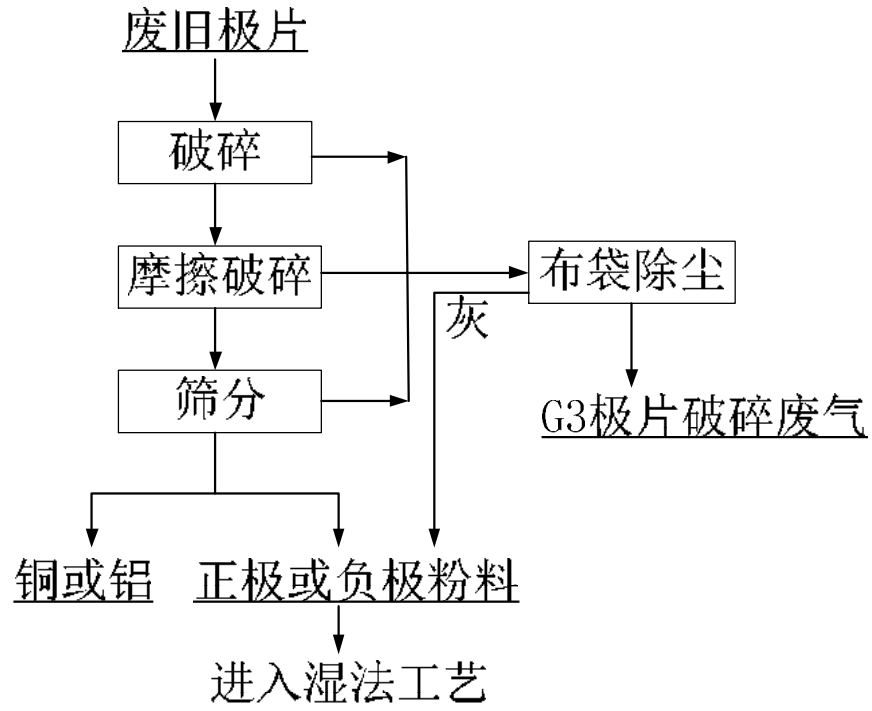 废旧极片
破碎
摩擦破碎
布袋除尘
灰
筛分
G3极片破碎废气
铜或铝
正极或负极粉料
进入湿法工艺